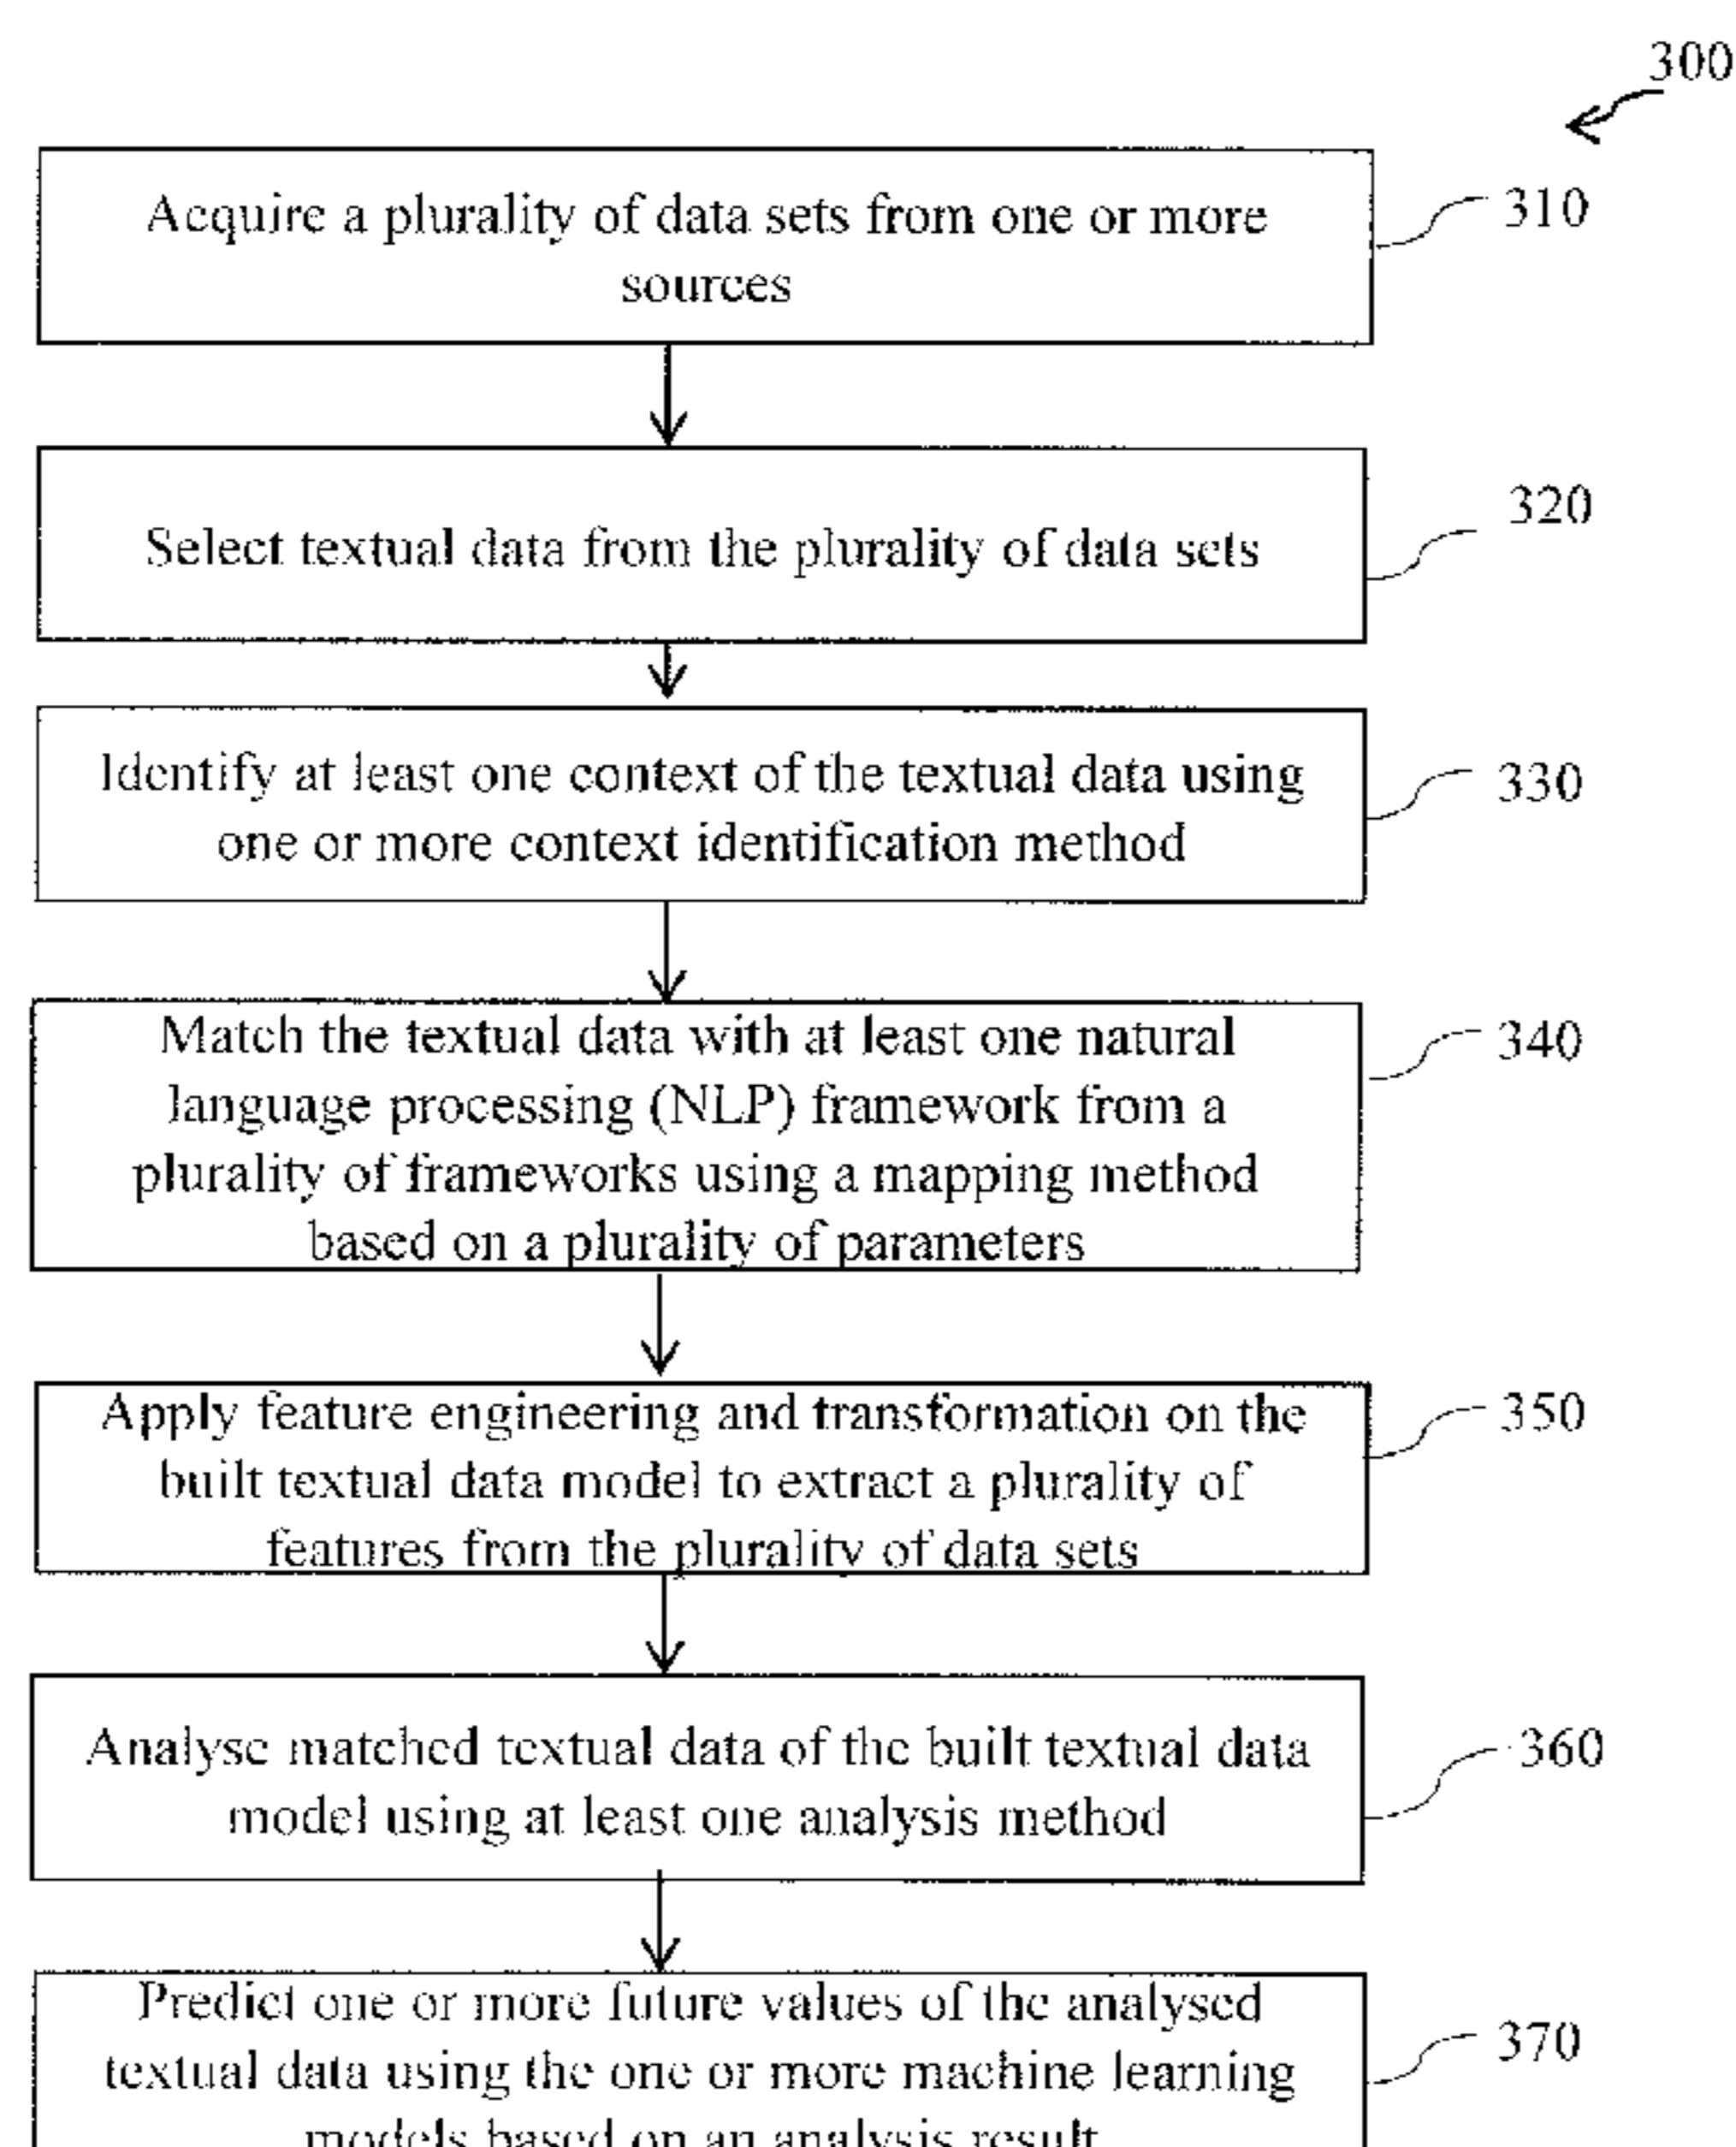 300
Acquire a plurality of data sets from one or more
sources
310
Select textual data from the plurality of data sets
320
Identify at least one context of the textual data using
one or more context identification method
330
Match the textual data with at least one natural
language processing (NLP) framework from a
plurality of frameworks using a mapping method
based on a plurality of parameters
340
Apply feature engineering and transformation on the
built textual data model to extract a plurality of
features from the plurality of data sets
350
Analyse matched textual data of the built textual data
model using at least one analysis method
360
Predict one or more future values of the analysed
textual data using the one or more machine learning
models based on an analysis result
370